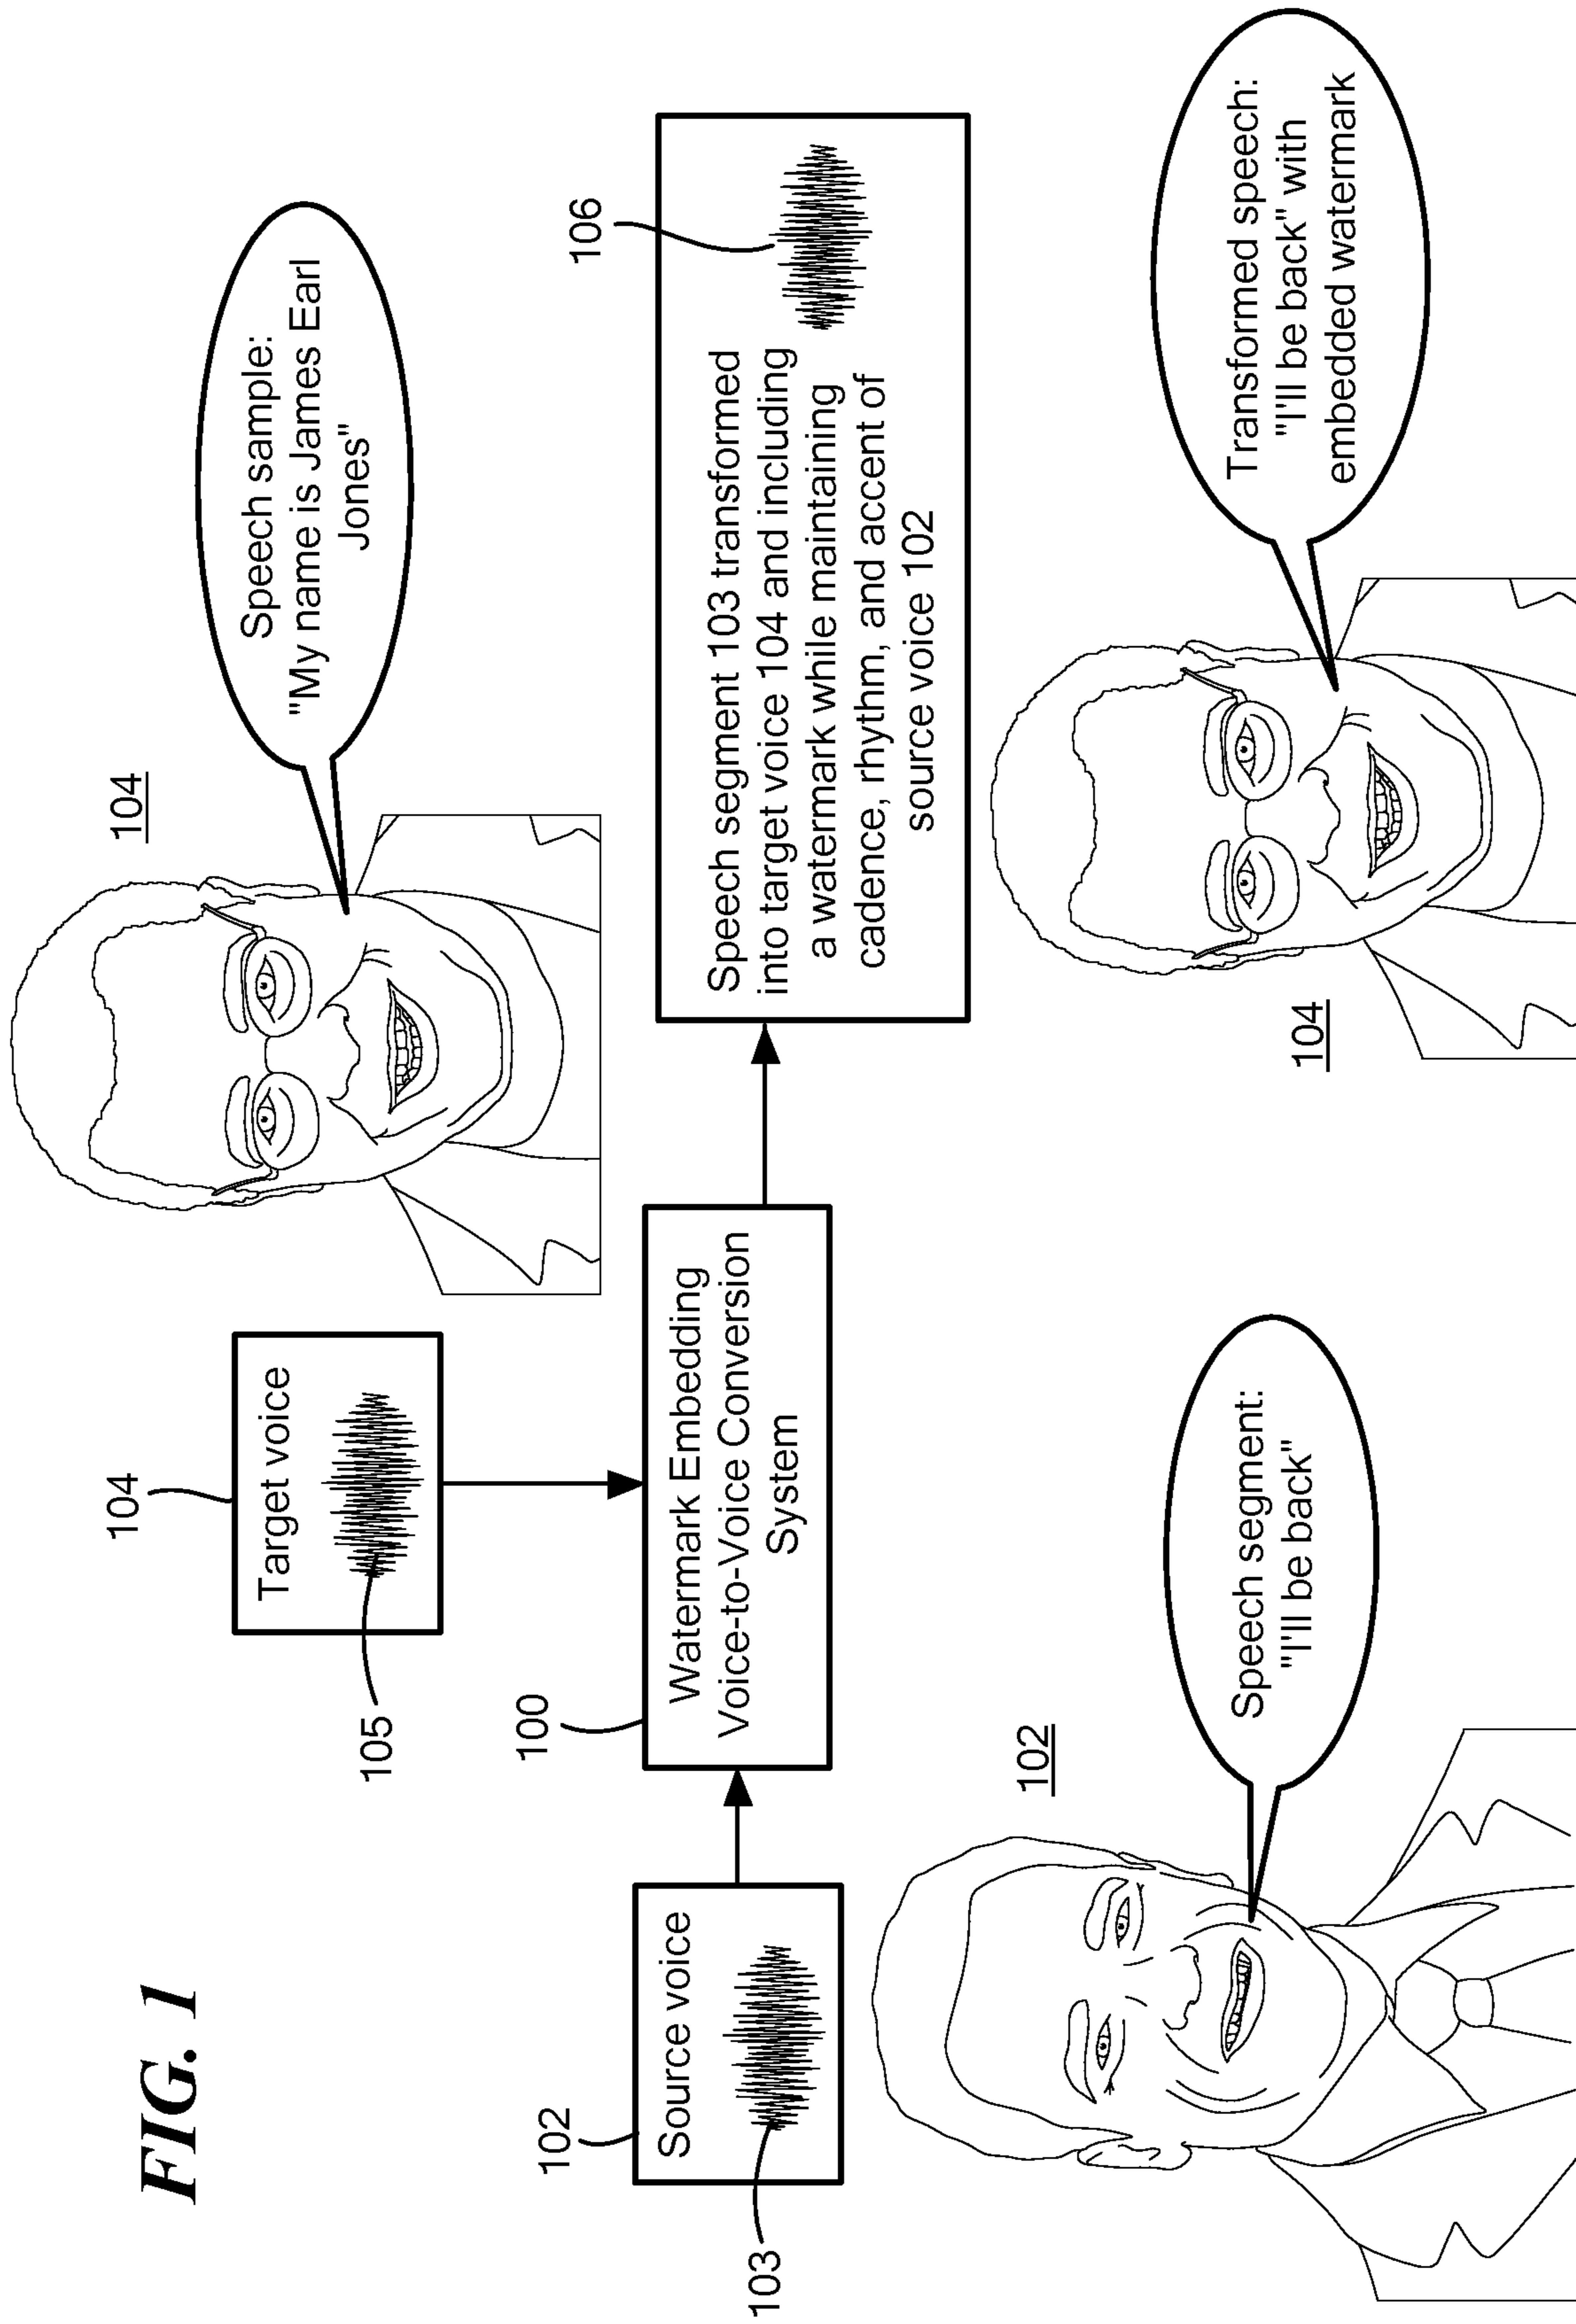 FIG. 1
104
Target voice
105
104
Speech sample:
"My name is James Earl
Jones"
102
Source voice
103
100
Watermark Embedding
Voice-to-Voice Conversion
System
106
Speech segment 103 transformed
into target voice 104 and including
a watermark while maintaining
cadence, rhythm, and accent of
source voice 102
102
Speech segment:
"I'll be back"
104
Transformed speech:
"I'll be back" with
embedded watermark